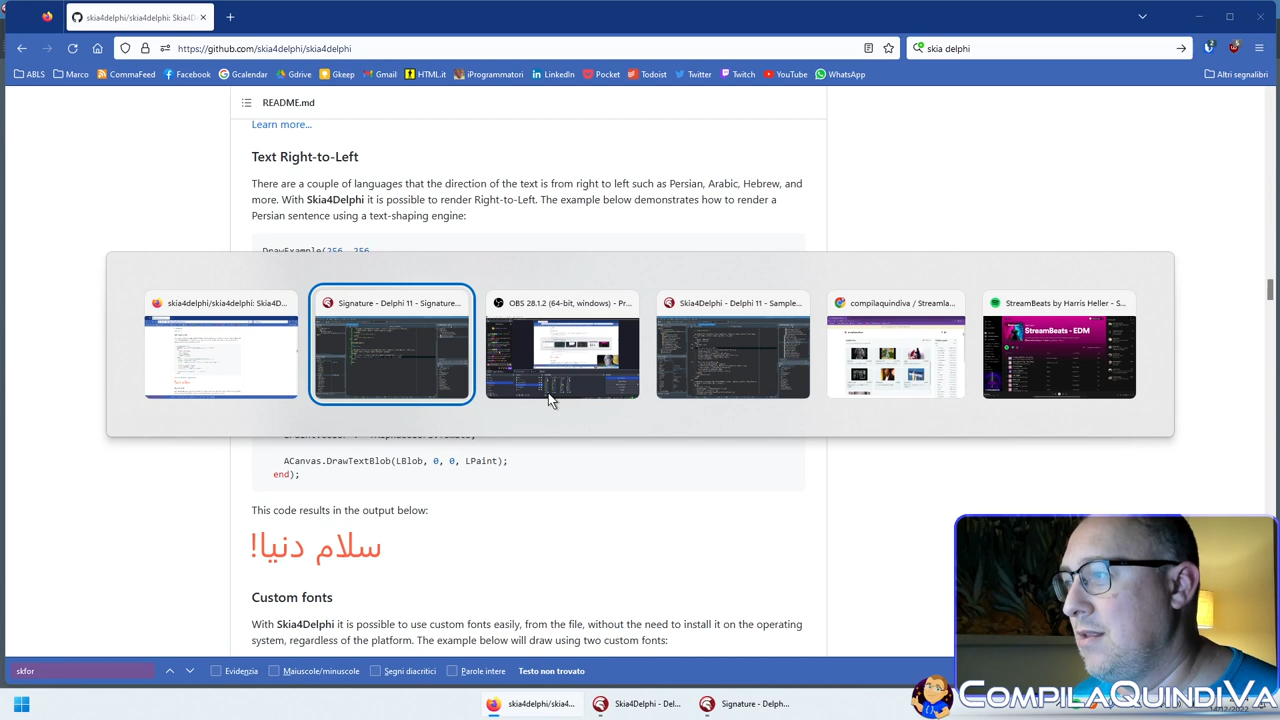 skia4delphi/skia4delphi: Skia4D
https://github.com/skia4delphi/skia4delphi
skia delphi
ABLS
Marco
CommaFeed
Facebook
Gcalendar
Gdrive
Gkeep
Gmail
HTML.it
iProgrammatori
LinkedIn
Pocket
Todoist
Twitter
Twitch
YouTube
WhatsApp
Altri segnalibri
README.md
Learn more...
Text Right-to-Left
There are a couple of languages that the direction of the text is from right to left such as Persian, Arabic, Hebrew, and
more. With Skia4Delphi it is possible to render Right-to-Left. The example below demonstrates how to render a
Persian sentence using a text-shaping engine:
DrawExample(256, 256,
skia4delphi/skia4delphi: Skia4D...
Signature - Delphi 11 - Signature...
OBS 28.1.2 (64-bit, windows) - Pr...
Skia4Delphi - Delphi 11 - Sample...
compilaquindiva / Streamla...
StreamBeats by Harris Heller - S...
StreamBeats - EDM
ACanvas.DrawTextBlob(LBlob, 0, 0, LPaint);
end);
This code results in the output below:
سلام دنیا!
Custom fonts
With Skia4Delphi it is possible to use custom fonts easily, from the file, without the need to install it on the operating
system, regardless of the platform. The example below will draw using two custom fonts:
skfor
Evidenzia
Maiuscole/minuscole
Segni diacritici
Parole intere
Testo non trovato
skia4delphi/skia4...
Skia4Delphi - Del...
Signature - Delph...
CompilaQuindiVa
14/12/2022